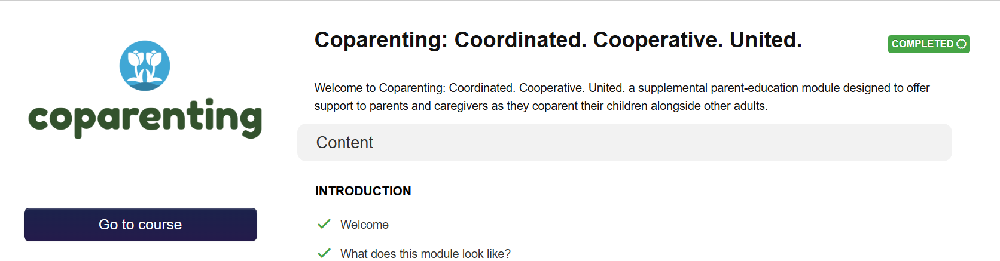 Coparenting: Coordinated. Cooperative. United.
COMPLETED
coparenting
Welcome to Coparenting: Coordinated. Cooperative. United. a supplemental parent-education module designed to offer
support to parents and caregivers as they coparent their children alongside other adults.
Content
INTRODUCTION
Go to course
Welcome
What does this module look like?